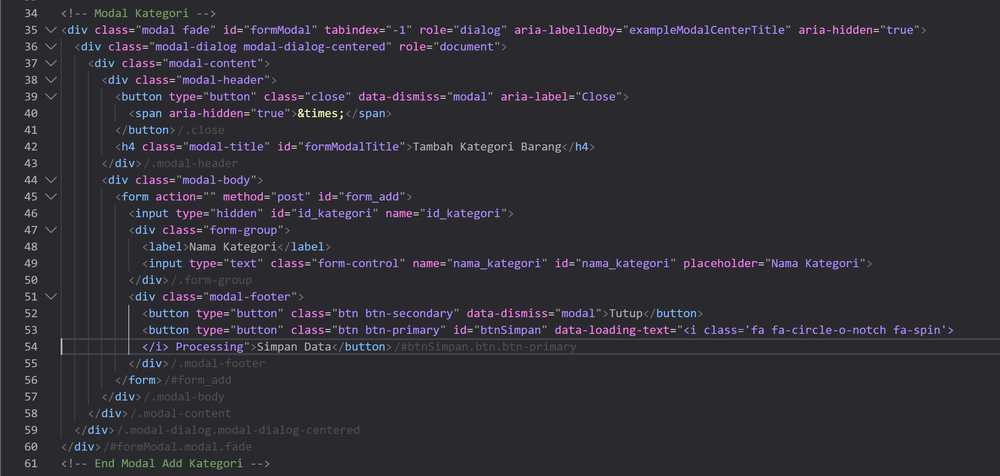 34 <!-- Modal Kategori -->
35 <div class="modal fade" id="formModal" tabindex="-1" role="dialog" aria-labelledby="exampleModalCenterTitle" aria-hidden="true">
36 <div class="modal-dialog modal-dialog-centered" role="document">
37 <div class="modal-content">
38 <div class="modal-header">
39 <button type="button" class="close" data-dismiss="modal" aria-label="Close">
40 <span aria-hidden="true">&times;</span>
41 </button>/.close
42 <h4 class="modal-title" id="formModalTitle">Tambah Kategori Barang</h4>
43 </div>/.modal-header
44 <div class="modal-body">
45 <form action="" method="post" id="form_add">
46 <input type="hidden" id="id_kategori" name="id_kategori">
47 <div class="form-group">
48 <label>Nama Kategori</label>
49 <input type="text" class="form-control" name="nama_kategori" id="nama_kategori" placeholder="Nama Kategori">
50 </div>/.form-group
51 <div class="modal-footer">
52 <button type="button" class="btn btn-secondary" data-dismiss="modal">Tutup</button>
53 <button type="button" class="btn btn-primary" id="btnSimpan" data-loading-text="<i class='fa fa-circle-o-notch fa-spin'>
54 </i> Processing">Simpan Data</button>/#btnSimpan.btn.btn-primary
55 </div>/.modal-footer
56 </form>/#form_add
57 </div>/.modal-body
58 </div>/.modal-content
59 </div>/.modal-dialog.modal-dialog-centered
60 </div>/#formModal.modal.fade
61 <!-- End Modal Add Kategori -->